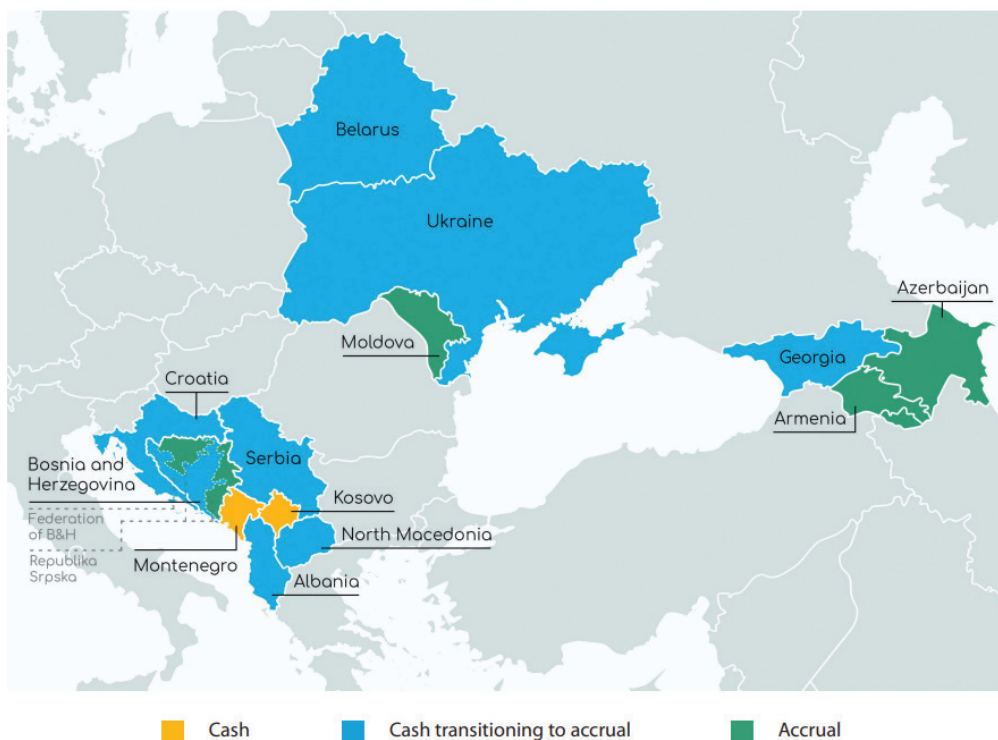 Belarus
Ukraine
Azerbaijan
Moldova
Georgia
Croatia
Armenia
Serbia
Bosnia and
Herzegovina
Kosovo
Federation
of B&H
North Macedonia
Republika
Srpska
Montenegro
Albania
Cash
Cash transitioning to accrual
Accrual